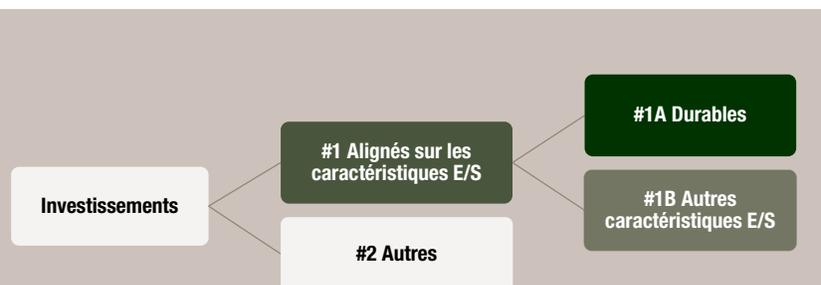 Investissements
#1 Alignés sur les
caractéristiques E/S
#2 Autres
#1A Durables
#1B Autres
caractéristiques E/S